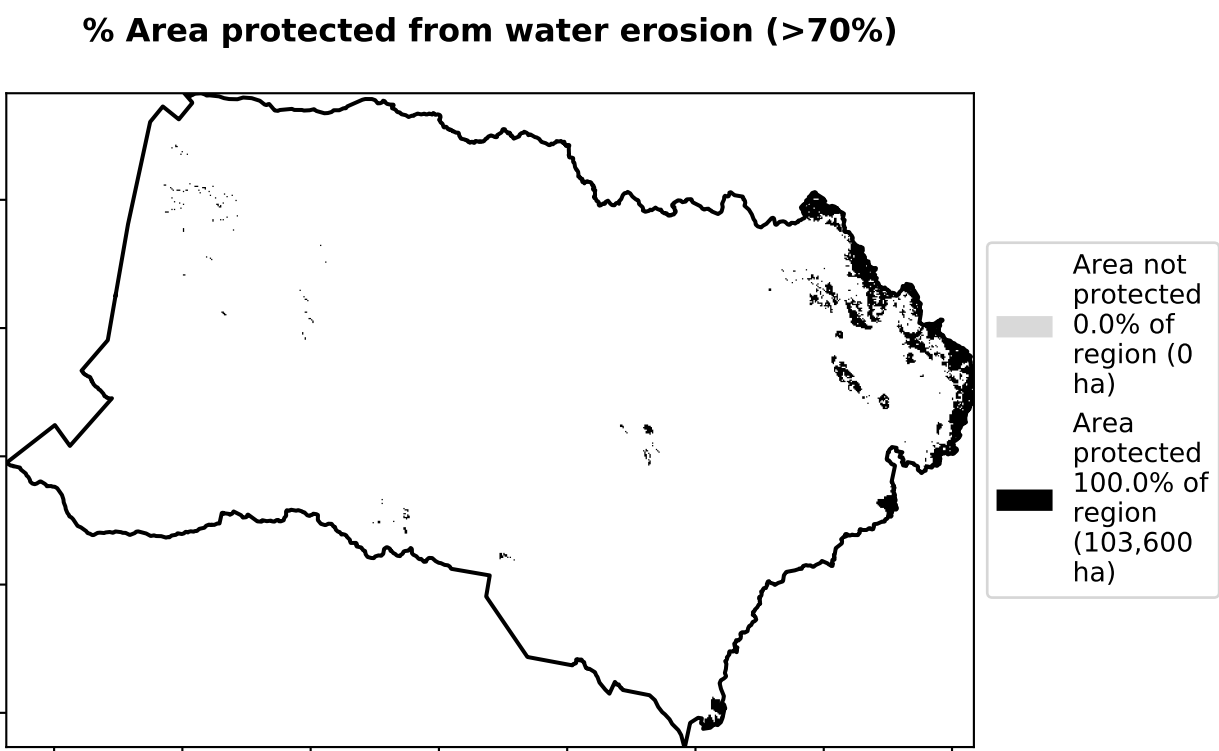 % Area protected from water erosion (>70%)
Area not
protected
0.0% of
region (0
ha)
Area
protected
100.0% of
region
(103,600
ha)